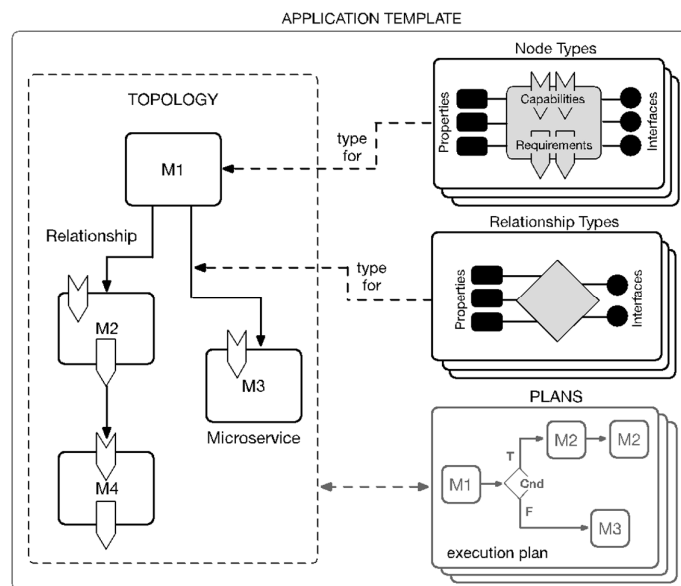 APPLICATION TEMPLATE
TOPOLOGY
M1
Relationship
M2
M3
Microservice
M4
type
for
type
for
Node Types
Properties
Capabilities
Requirements
Interfaces
Relationship Types
Properties
Interfaces
PLANS
M1
T
Cnd
F
M2
M2
M3
execution plan